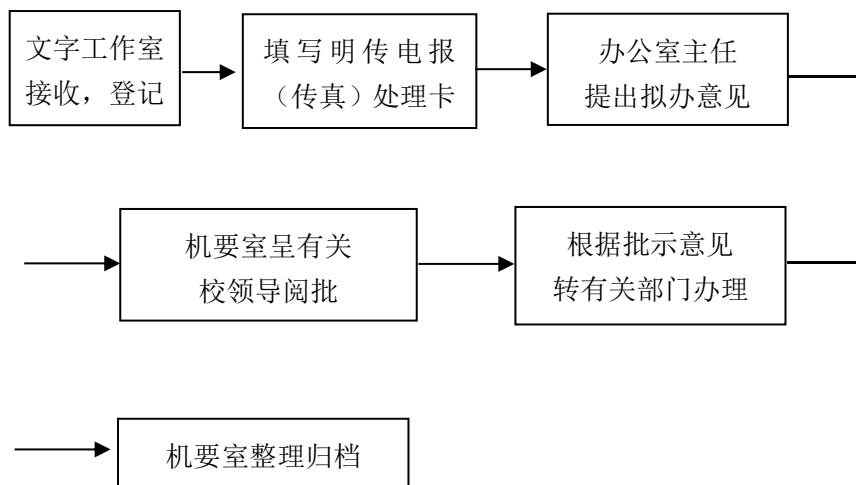 文字工作室
接收，登记
填写明传电报
（传真）处理卡
办公室主任
提出拟办意见
机要室呈有关
校领导阅批
根据批示意见
转有关部门办理
机要室整理归档